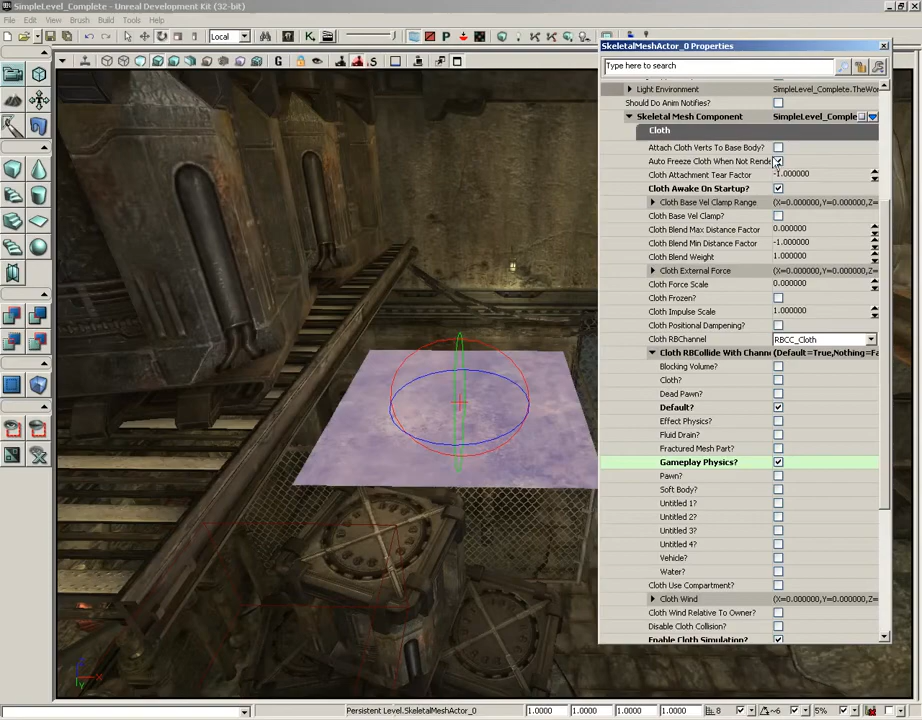 SimpleLevel_Complete - Unreal Development Kit (32-bit)
File View Brush Build Tools Help
Local
SkeletalMeshActor_0 Properties
Type here to search
Light Environment SimpleLevel_Complete.TheWor
Should Do Anim Notifies?
Skeletal Mesh Component SimpleLevel_Comple
Cloth
Attach Cloth Verts To Base Body?
Auto Freeze Cloth When Not Rende
Cloth Attachment Tear Factor -1.000000
Cloth Awake On Startup?
Cloth Base Vel Clamp Range (X=0.000000,Y=0.000000,Z=
Cloth Base Vel Clamp?
Cloth Blend Max Distance Factor 0.000000
Cloth Blend Min Distance Factor -1.000000
Cloth Blend Weight 1.000000
Cloth External Force (X=0.000000,Y=0.000000,Z=
Cloth Force Scale 0.000000
Cloth Frozen?
Cloth Impulse Scale 1.000000
Cloth Positional Dampening?
Cloth RBChannel RBCC_Cloth
Cloth RBCollide With Chann (Default=True,Nothing=Fa
Blocking Volume?
Cloth?
Dead Pawn?
Default?
Effect Physics?
Fluid Drain?
Fractured Mesh Part?
Gameplay Physics?
Pawn?
Soft Body?
Untitled 1?
Untitled 2?
Untitled 3?
Untitled 4?
Vehicle?
Water?
Cloth Use Compartment?
Cloth Wind (X=0.000000,Y=0.000000,Z=
Cloth Wind Relative To Owner?
Disable Cloth Collision?
Enable Cloth Simulation?
Persistent Level.SkeletalMeshActor_0 1.0000 1.0000 1.0000 1.0000 8 ~6 5%